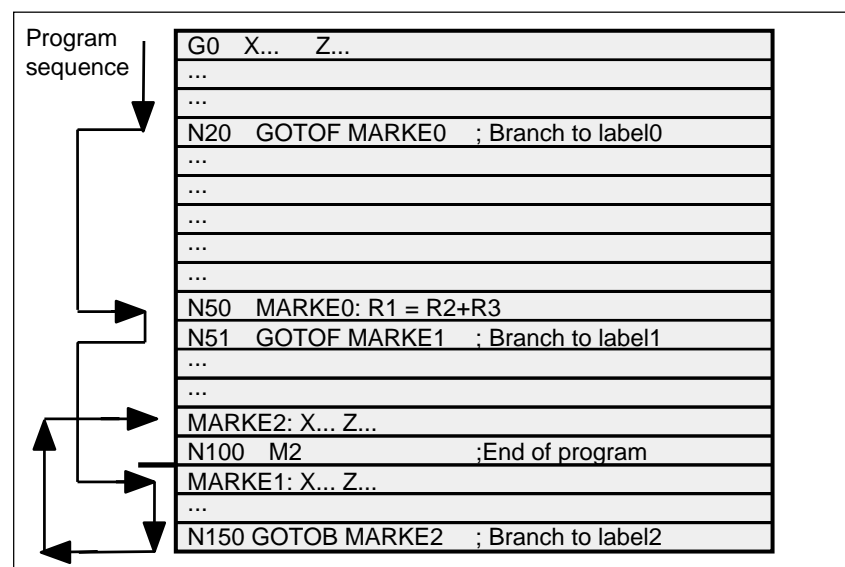 Program
sequence
G0 X... Z...
...
...
N20 GOTOF MARKE0 ; Branch to label0
...
...
...
...
...
N50 MARKE0: R1 = R2+R3
N51 GOTOF MARKE1 ; Branch to label1
...
...
MARKE2: X... Z...
N100 M2 ;End of program
MARKE1: X... Z...
...
N150 GOTOB MARKE2 ; Branch to label2